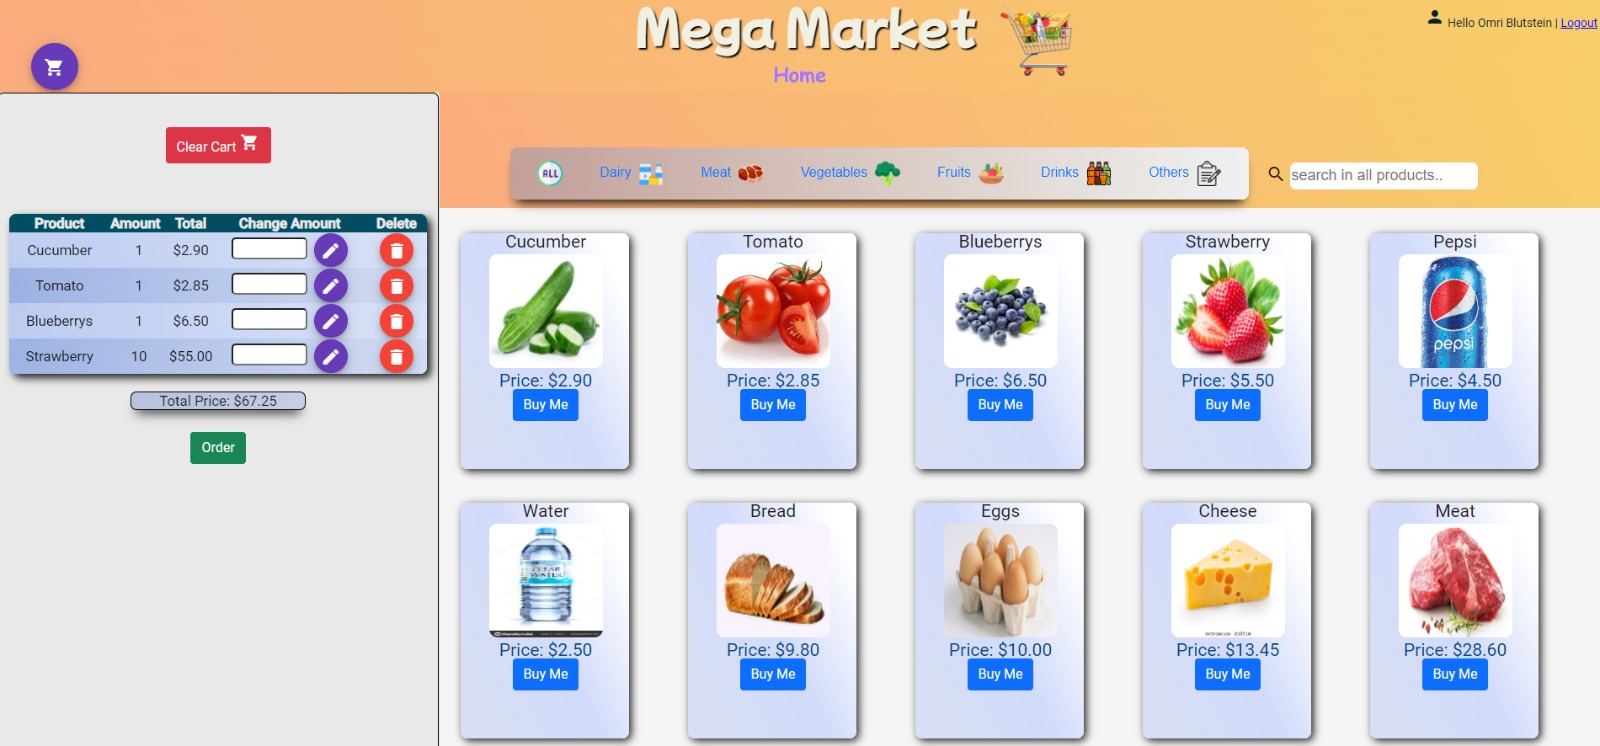 Mega Market
Home
Hello Omri Blutstein | Logout
Clear Cart
Product Amount Total Change Amount Delete
Cucumber 1 $2.90
Tomato 1 $2.85
Blueberrys 1 $6.50
Strawberry 10 $55.00
Total Price: $67.25
Order
ALL Dairy Meat Vegetables Fruits Drinks Others
search in all products..
Cucumber Tomato Blueberrys Strawberry Pepsi
pepsi
Price: $2.90 Price: $2.85 Price: $6.50 Price: $5.50 Price: $4.50
Buy Me Buy Me Buy Me Buy Me Buy Me
Water Bread Eggs Cheese Meat
CLEAR
WATER
Price: $2.50 Price: $9.80 Price: $10.00 Price: $13.45 Price: $28.60
Buy Me Buy Me Buy Me Buy Me Buy Me